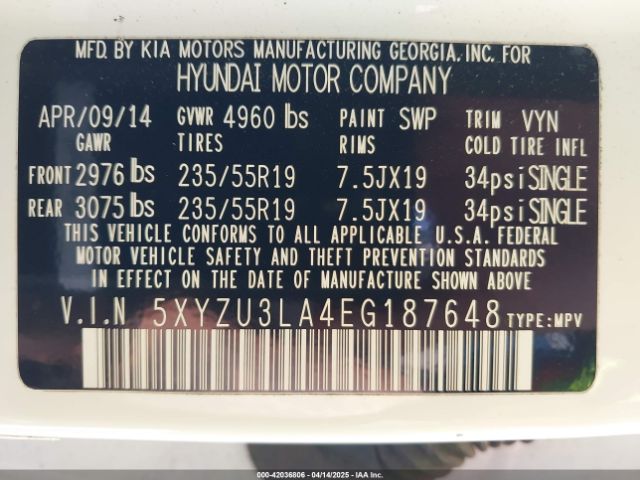 MFD. BY KIA MOTORS MANUFACTURING GEORGIA, INC. FOR
HYUNDAI MOTOR COMPANY
APR/09/14 GVWR 4960 lbs PAINT SWP TRIM VYN
GAWR TIRES RIMS COLD TIRE INFL
FRONT 2976 lbs 235/55R19 7.5JX19 34psi SINGLE
REAR 3075 lbs 235/55R19 7.5JX19 34psi SINGLE
THIS VEHICLE CONFORMS TO ALL APPLICABLE U.S.A. FEDERAL
MOTOR VEHICLE SAFETY AND THEFT PREVENTION STANDARDS
IN EFFECT ON THE DATE OF MANUFACTURE SHOWN ABOVE.
V.I.N 5XYZU3LA4EG187648 TYPE:MPV
000-42036806 04/14/2025 IAAI.COM